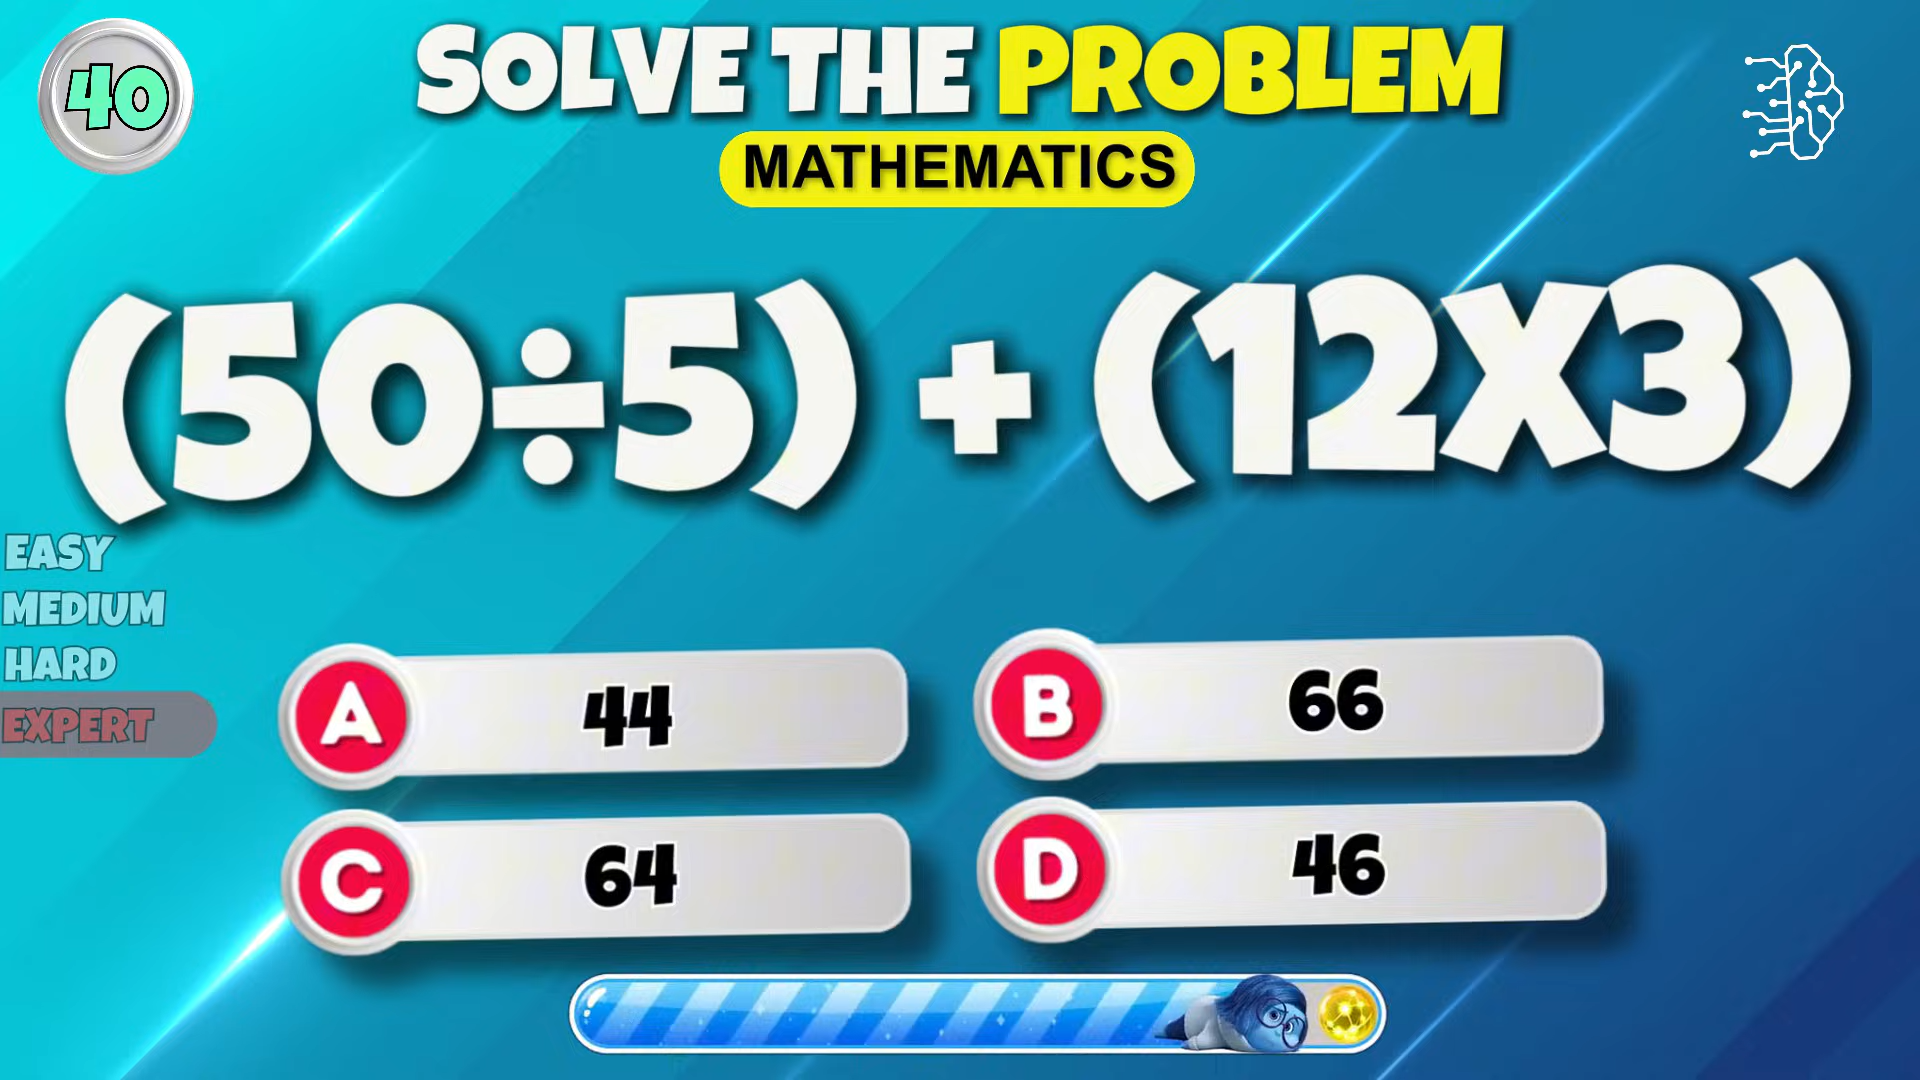 40
SOLVE THE PROBLEM
MATHEMATICS
(50÷5) + (12X3)
EASY
MEDIUM
HARD
EXPERT
A 44
B 66
C 64
D 46